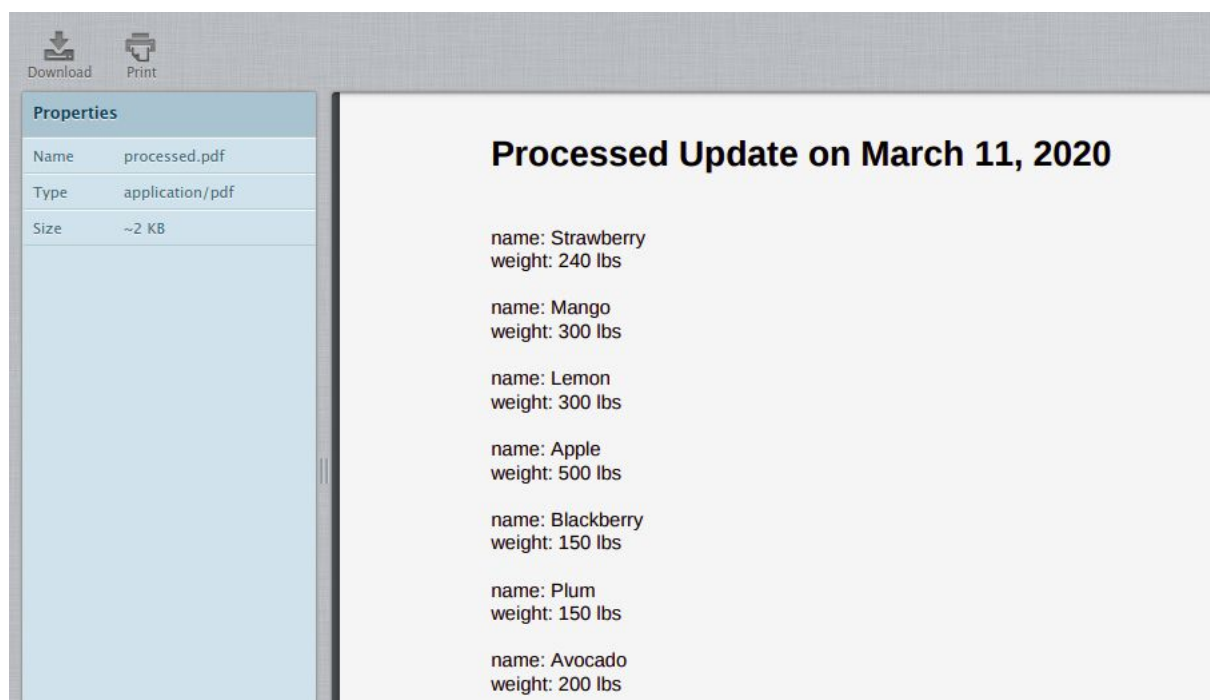 Download Print
Properties
Name processed.pdf
Type application/pdf
Size ~2 KB
Processed Update on March 11, 2020
name: Strawberry
weight: 240 lbs
name: Mango
weight: 300 lbs
name: Lemon
weight: 300 lbs
name: Apple
weight: 500 lbs
name: Blackberry
weight: 150 lbs
name: Plum
weight: 150 lbs
name: Avocado
weight: 200 lbs